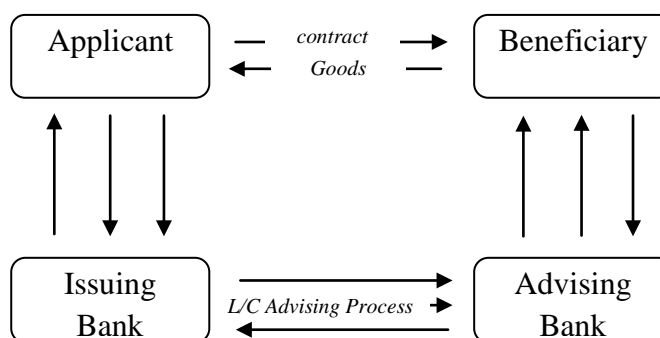 Applicant
contract
Beneficiary
Goods
Issuing
Bank
L/C Advising Process
Advising
Bank